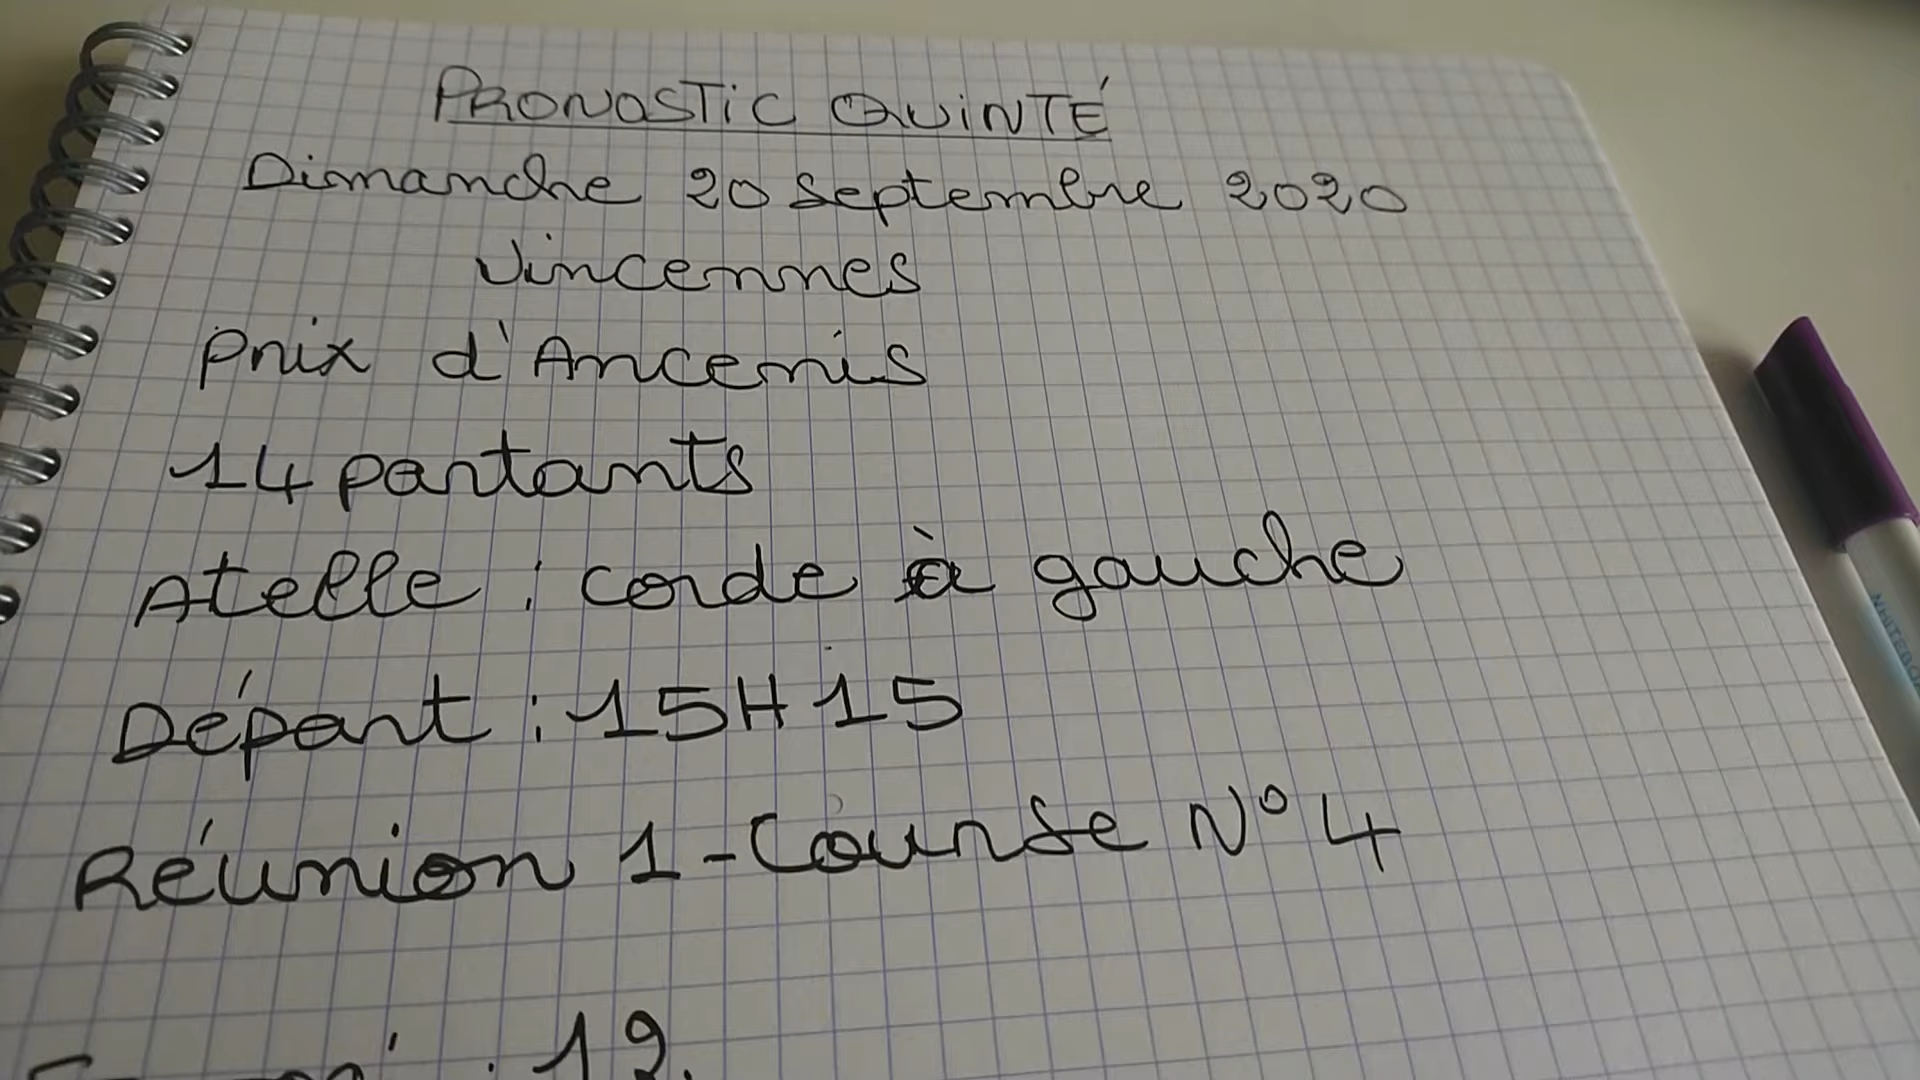 PRONOSTIC QUINTÉ
Dimanche 20 Septembre 2020
Vincennes
Prix d'Ancenis
14 partants
Atelle : corde à gauche
Départ : 15H15
Réunion 1 - Course N° 4